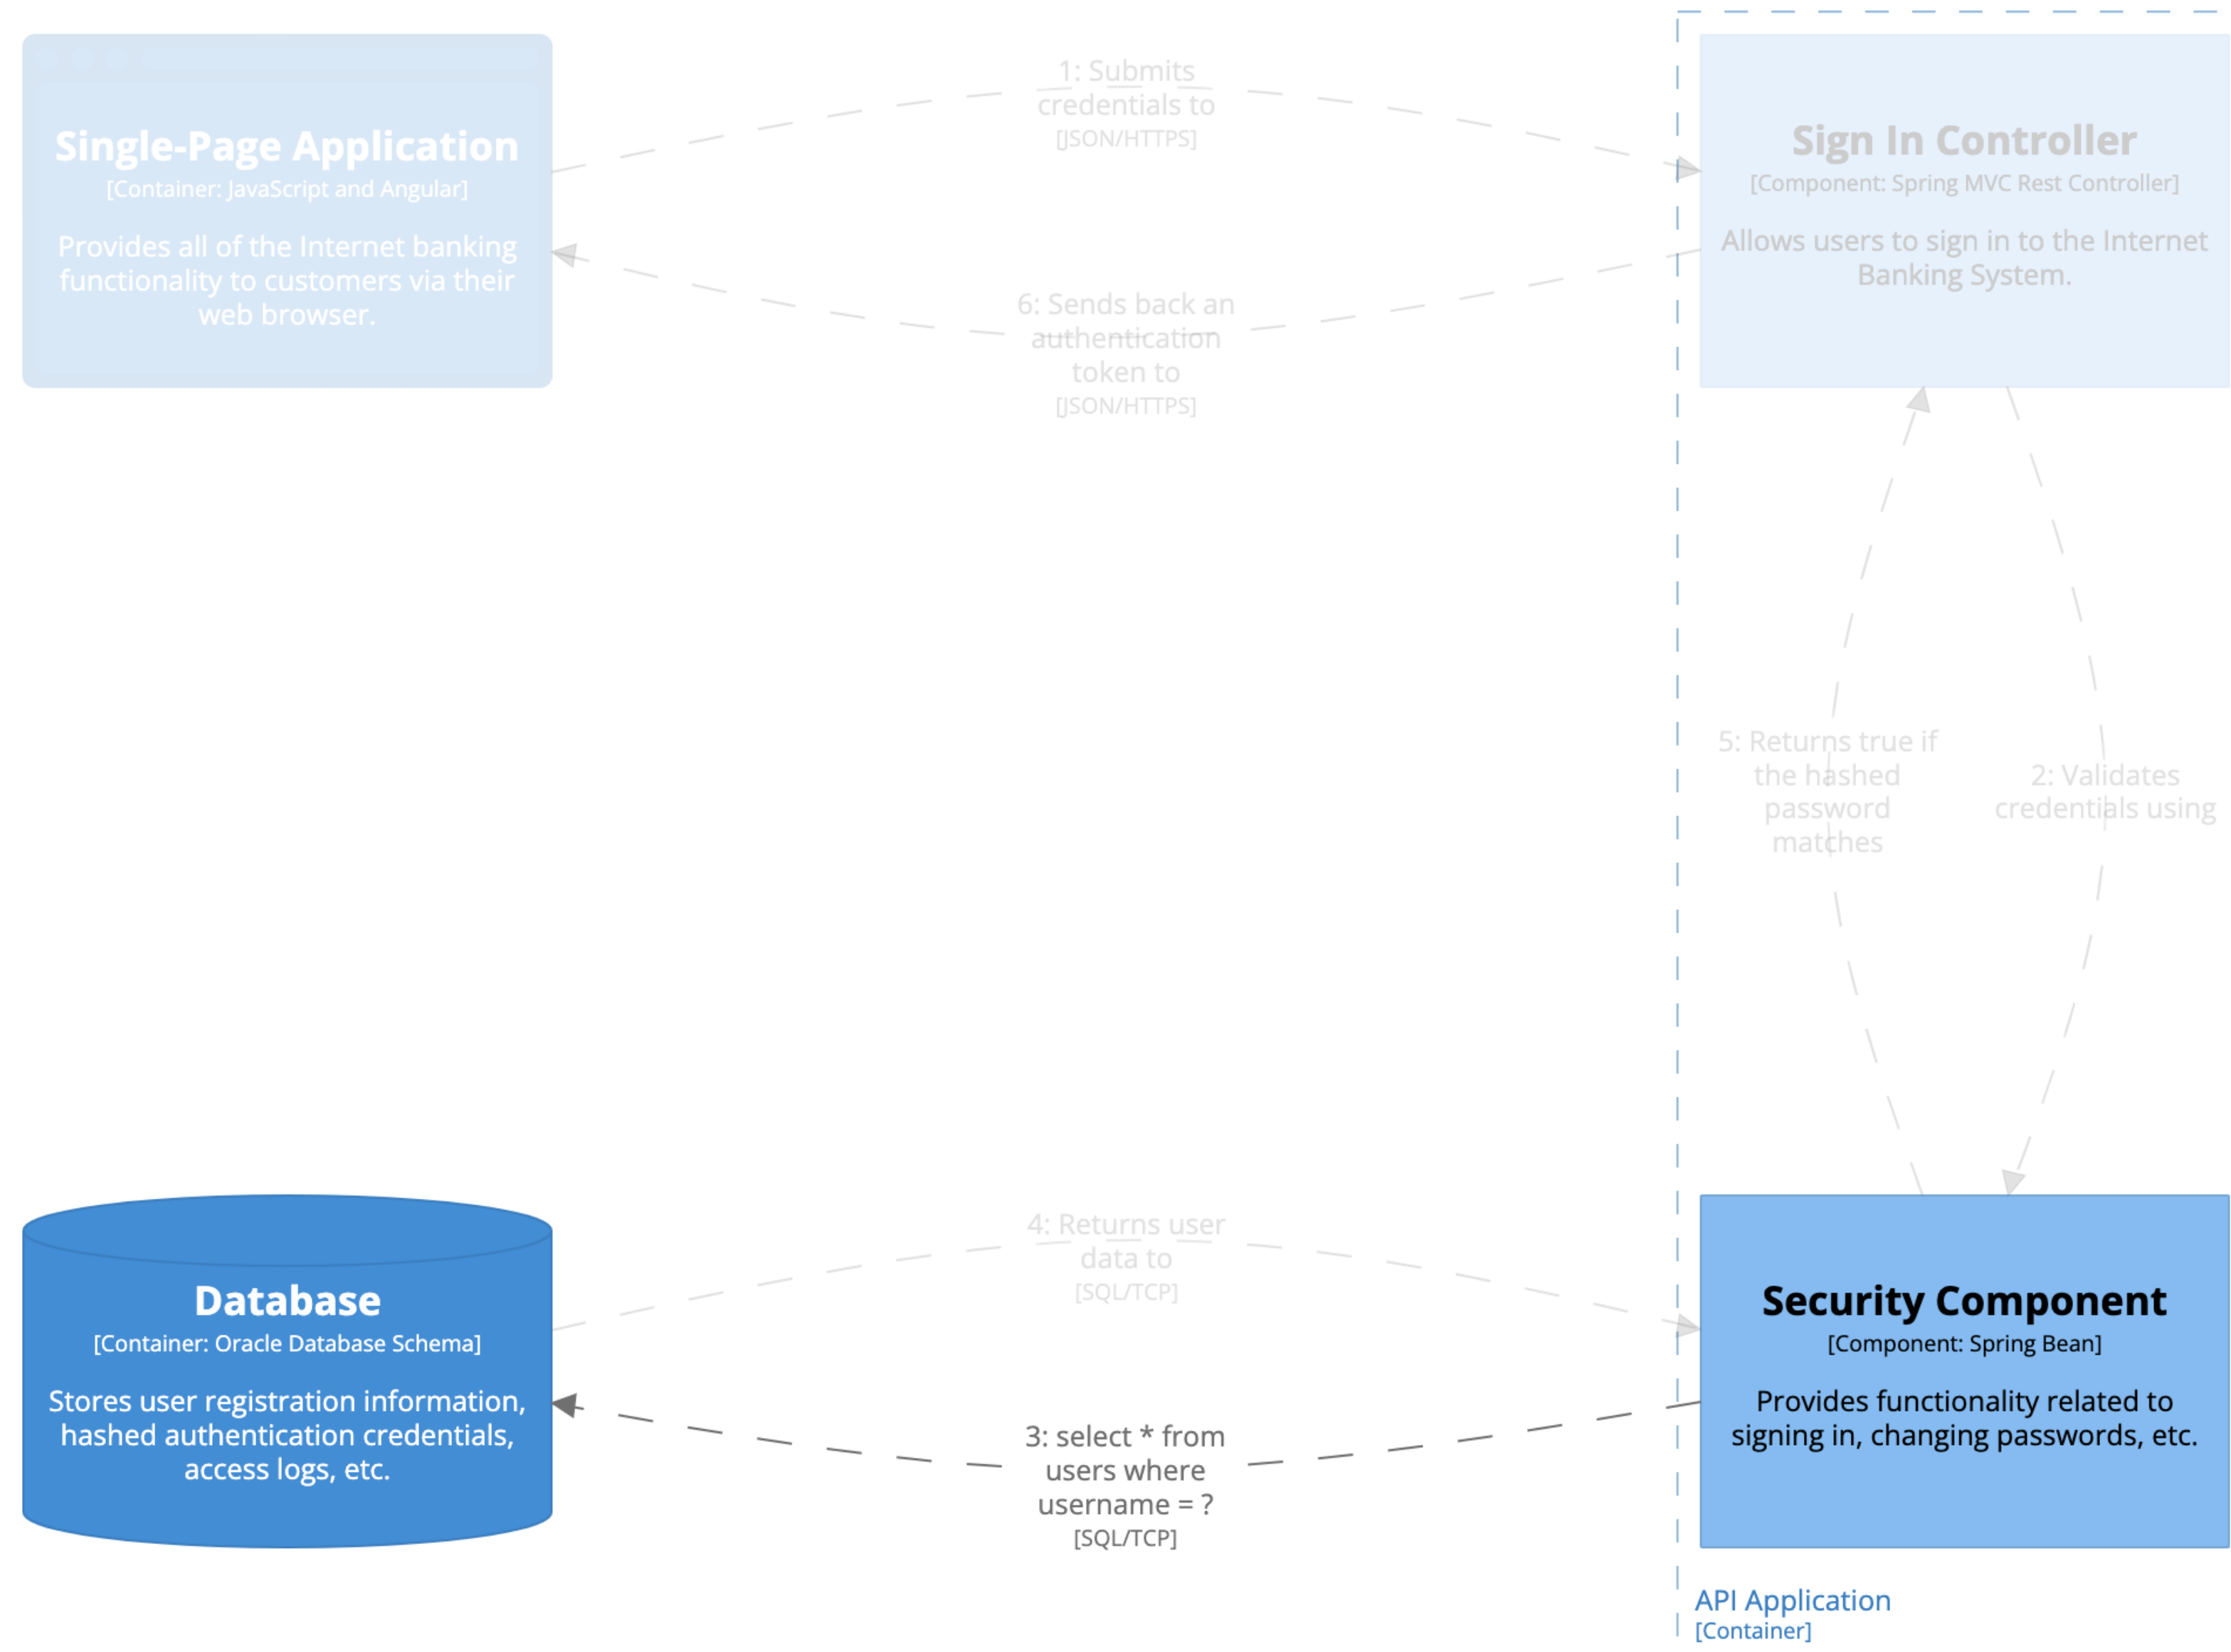 Single-Page Application
[Container: JavaScript and Angular]
Provides all of the Internet banking
functionality to customers via their
web browser.
1: Submits
credentials to
[JSON/HTTPS]
6: Sends back an
authentication
token to
[JSON/HTTPS]
Sign In Controller
[Component: Spring MVC Rest Controller]
Allows users to sign in to the Internet
Banking System.
5: Returns true if
the hashed
password
matches
2: Validates
credentials using
Database
[Container: Oracle Database Schema]
Stores user registration information,
hashed authentication credentials,
access logs, etc.
4: Returns user
data to
[SQL/TCP]
3: select * from
users where
username = ?
[SQL/TCP]
Security Component
[Component: Spring Bean]
Provides functionality related to
signing in, changing passwords, etc.
API Application
[Container]